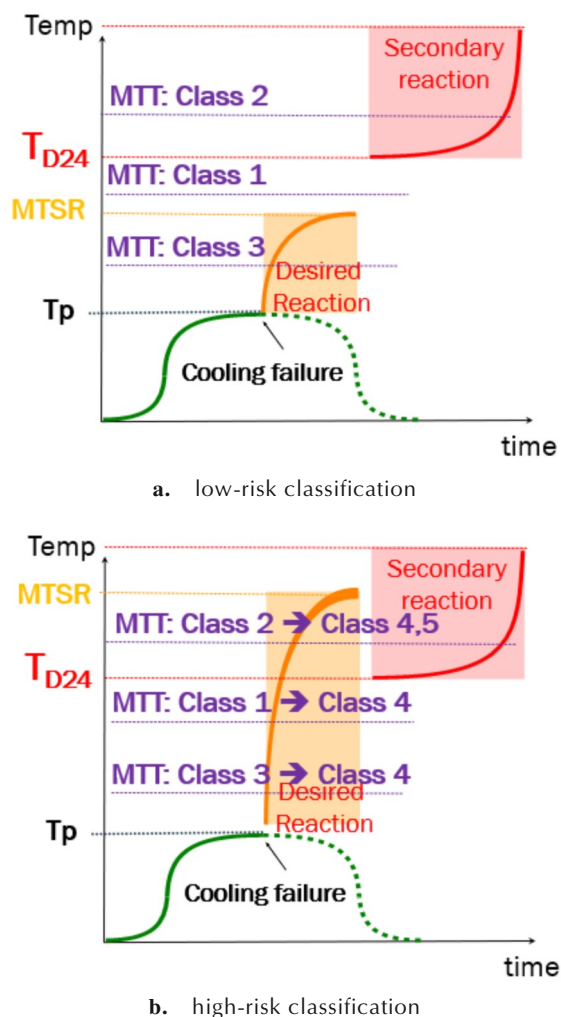 Temp
Secondary
reaction
MTT: Class 2
TD24
MTT: Class 1
MTSR
MTT: Class 3
Desired
Reaction
Tp
Cooling failure
time
a. low-risk classification
Temp
Secondary
reaction
MTSR
MTT: Class 2 ➔ Class 4,5
TD24
MTT: Class 1 ➔ Class 4
MTT: Class 3 ➔ Class 4
Desired
Reaction
Tp
Cooling failure
time
b. high-risk classification